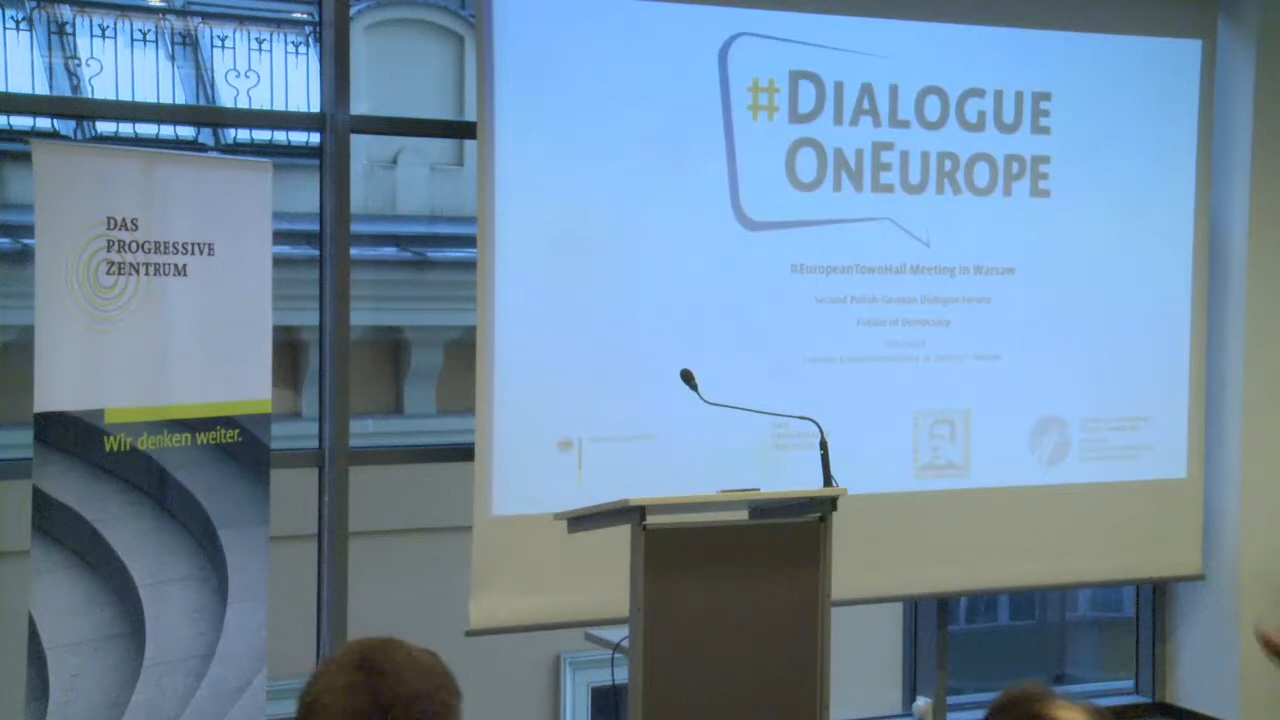 DAS
PROGRESSIVE
ZENTRUM
Wir denken weiter.
#DIALOGUE
ONEUROPE
#EuropeanTownHall Meeting in Warsaw
Second Polish-German Dialogue Forum
Future of Democracy